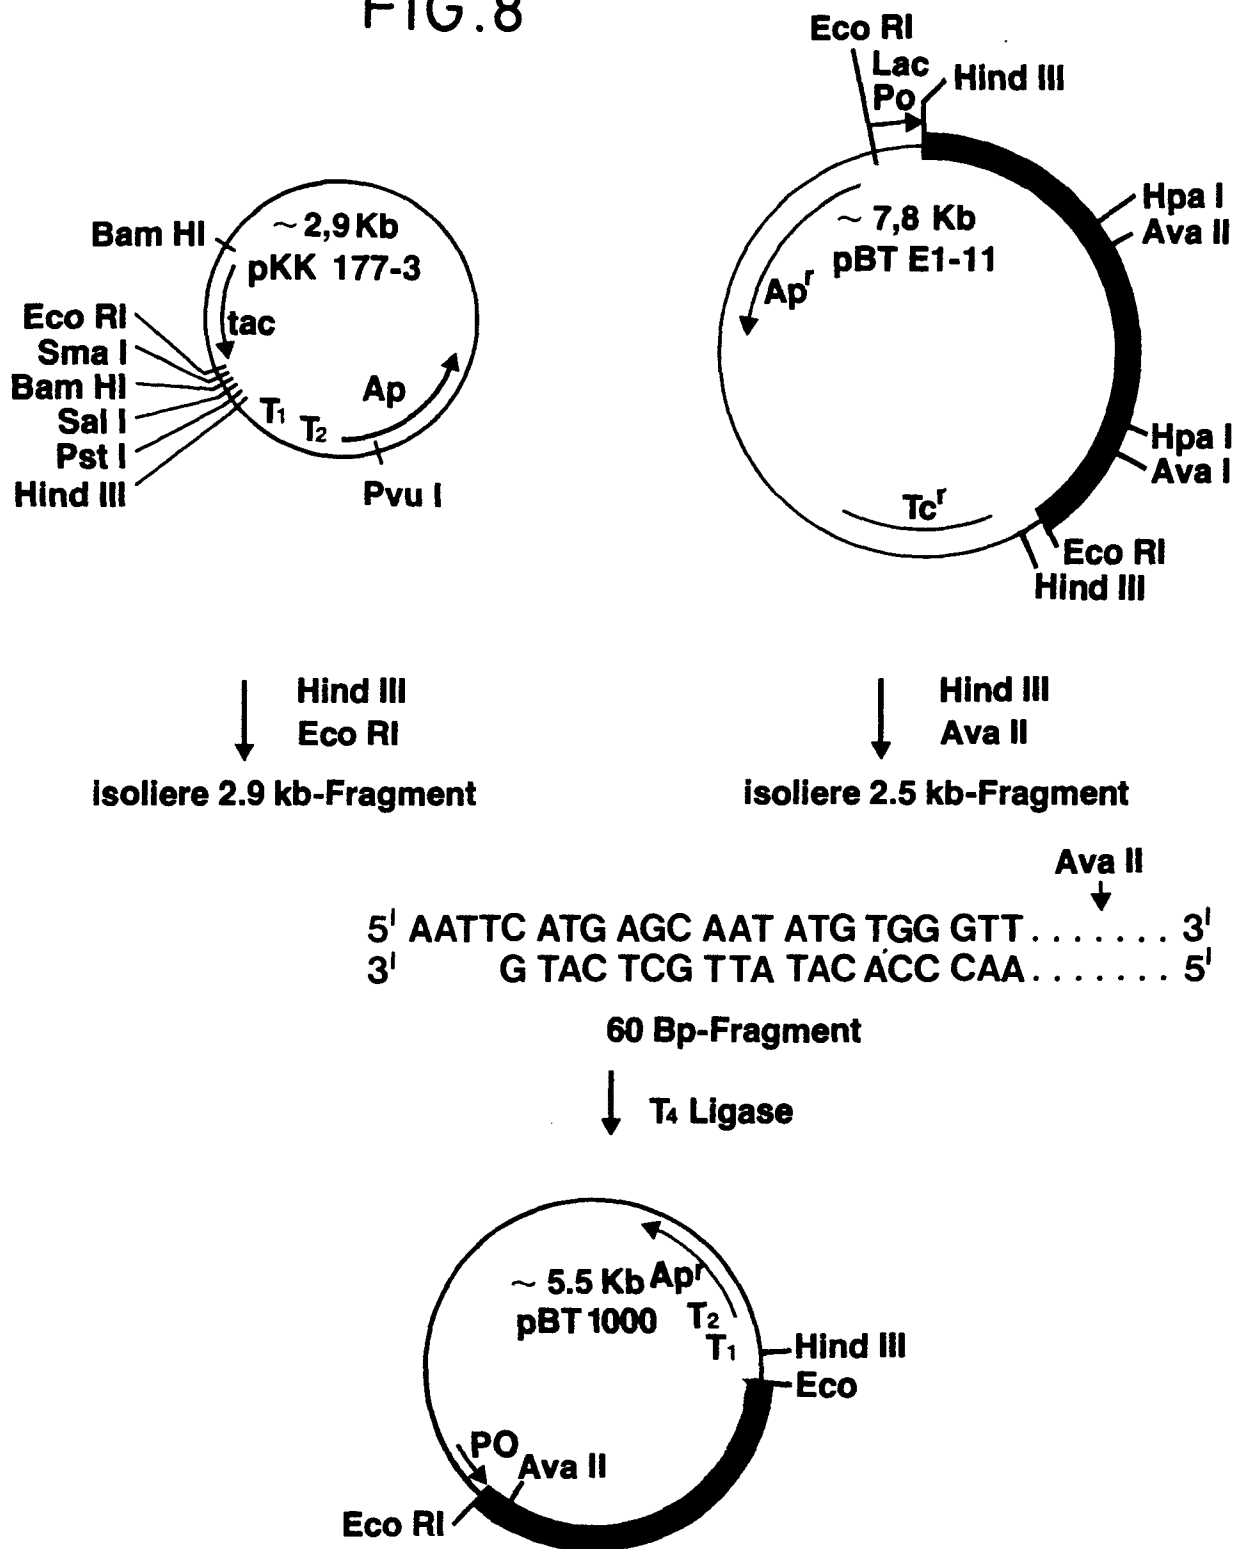 FIG.8
Eco RI
Lac
Po
Hind III
Hpa I
Ava II
~ 7,8 Kb
pBT E1-11
Apʳ
Tcʳ
Hpa I
Ava I
Eco RI
Hind III
Bam HI
~ 2,9 Kb
pKK 177-3
tac
Eco RI
Sma I
Bam HI
Sal I
Pst I
Hind III
T₁
T₂
Ap
Pvu I
Hind III
Eco RI
isoliere 2.9 kb-Fragment
Hind III
Ava II
isoliere 2.5 kb-Fragment
Ava II
5' AATTC ATG AGC AAT ATG TGG GTT....... 3'
3' G TAC TCG TTA TAC ACC CAA....... 5'
60 Bp-Fragment
T₄ Ligase
~ 5.5 Kb
pBT 1000
Apʳ
T₂
T₁
Hind III
Eco
PO
Ava II
Eco RI